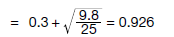 = 0.3 + √(9.8/25) = 0.926